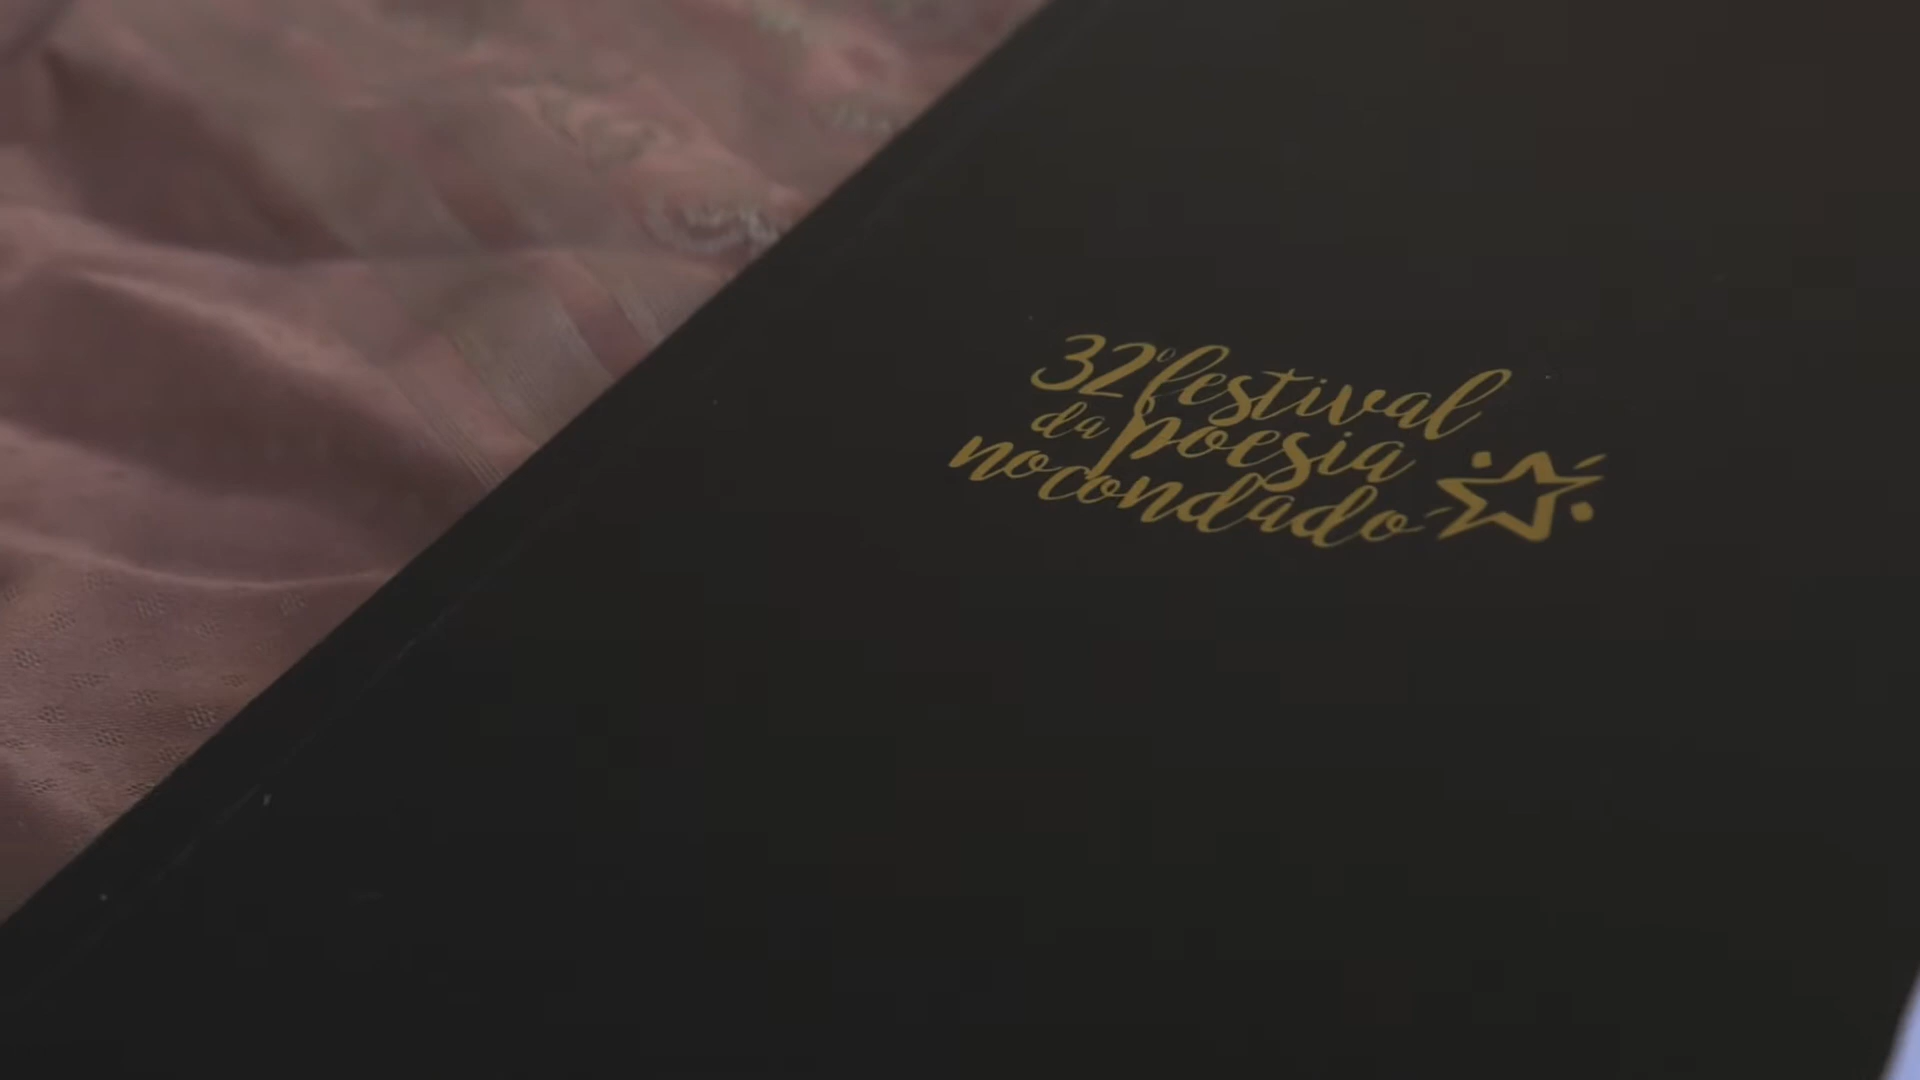 32º festival
da poesia
no condado